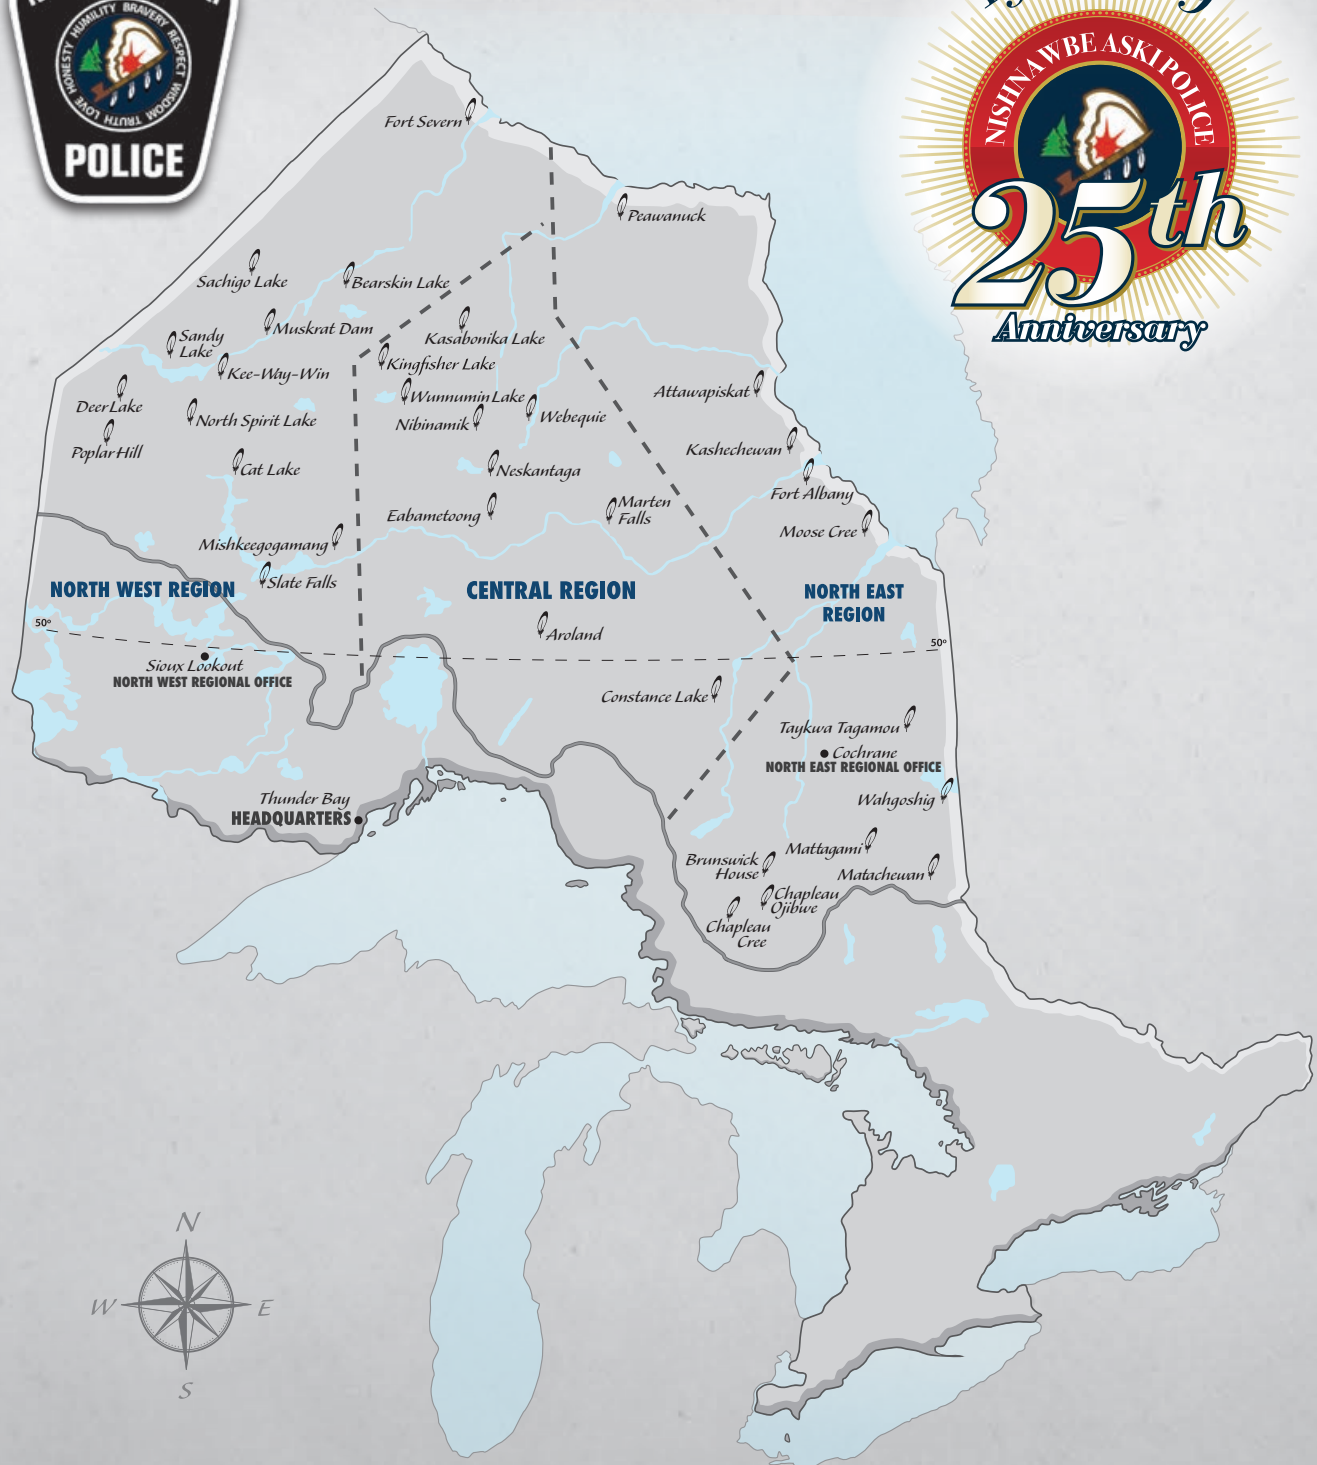 HONESTY HUMILITY BRAVERY RESPECT WISDOM TRUTH LOVE
POLICE
NISHNAWBE ASKI POLICE
25th
Anniversary
Fort Severn
Peawanuck
Sachigo Lake
Bearskin Lake
Muskrat Dam
Kasabonika Lake
Sandy
Lake
Kee-Way-Win
Kingfisher Lake
Deer Lake
Wunnumin Lake
Attawapiskat
North Spirit Lake
Nibinamik
Webequie
Poplar Hill
Kashechewan
Cat Lake
Neskantaga
Fort Albany
Eabametoong
Marten
Falls
Moose Cree
Mishkeegogamang
Slate Falls
NORTH WEST REGION
CENTRAL REGION
NORTH EAST
REGION
50º
Aroland
50º
Sioux Lookout
NORTH WEST REGIONAL OFFICE
Constance Lake
Taykwa Tagamou
Cochrane
NORTH EAST REGIONAL OFFICE
Thunder Bay
HEADQUARTERS
Wahgoshig
Mattagami
Brunswick
House
Matachewan
Chapleau
Ojibwe
Chapleau
Cree
N
W E
S